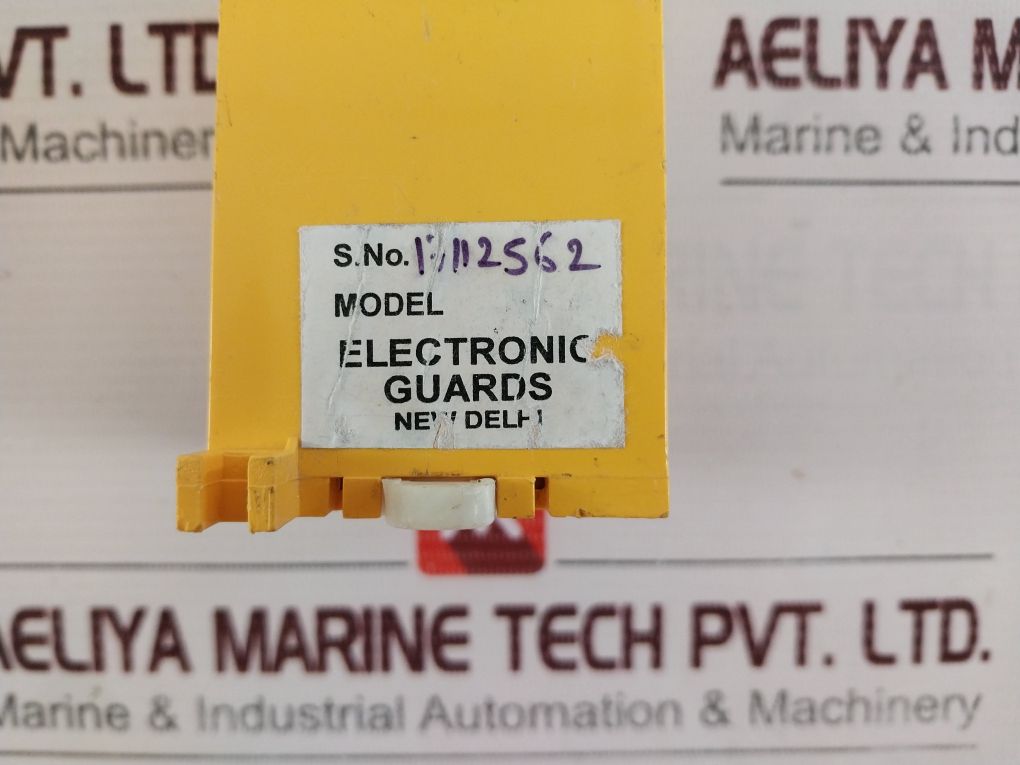 VT. LTD
Machiner
AELIYA M
Marine & Ind
S.No.
MODEL
ELECTRONIC
GUARDS
NEW DELHI
AELIYA MARINE TECH PVT. LTD.
Marine & Industrial Automation & Machinery